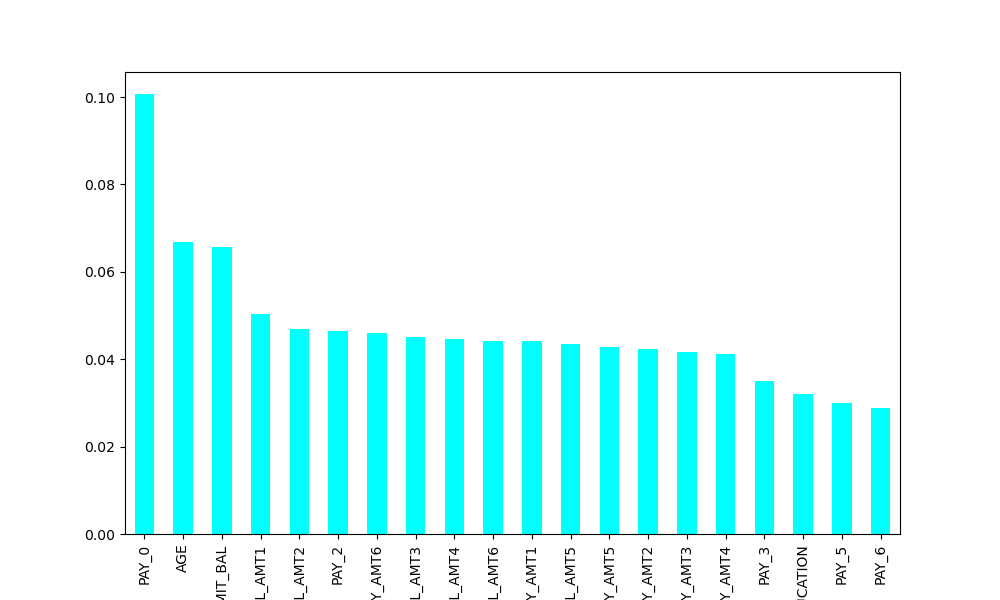 0.10
0.08
0.06
0.04
0.02
0.00
PAY_0
AGE
MIT_BAL
L_AMT1
L_AMT2
PAY_2
Y_AMT6
L_AMT3
L_AMT4
L_AMT6
Y_AMT1
L_AMT5
Y_AMT5
Y_AMT2
Y_AMT3
Y_AMT4
PAY_3
UCATION
PAY_5
PAY_6